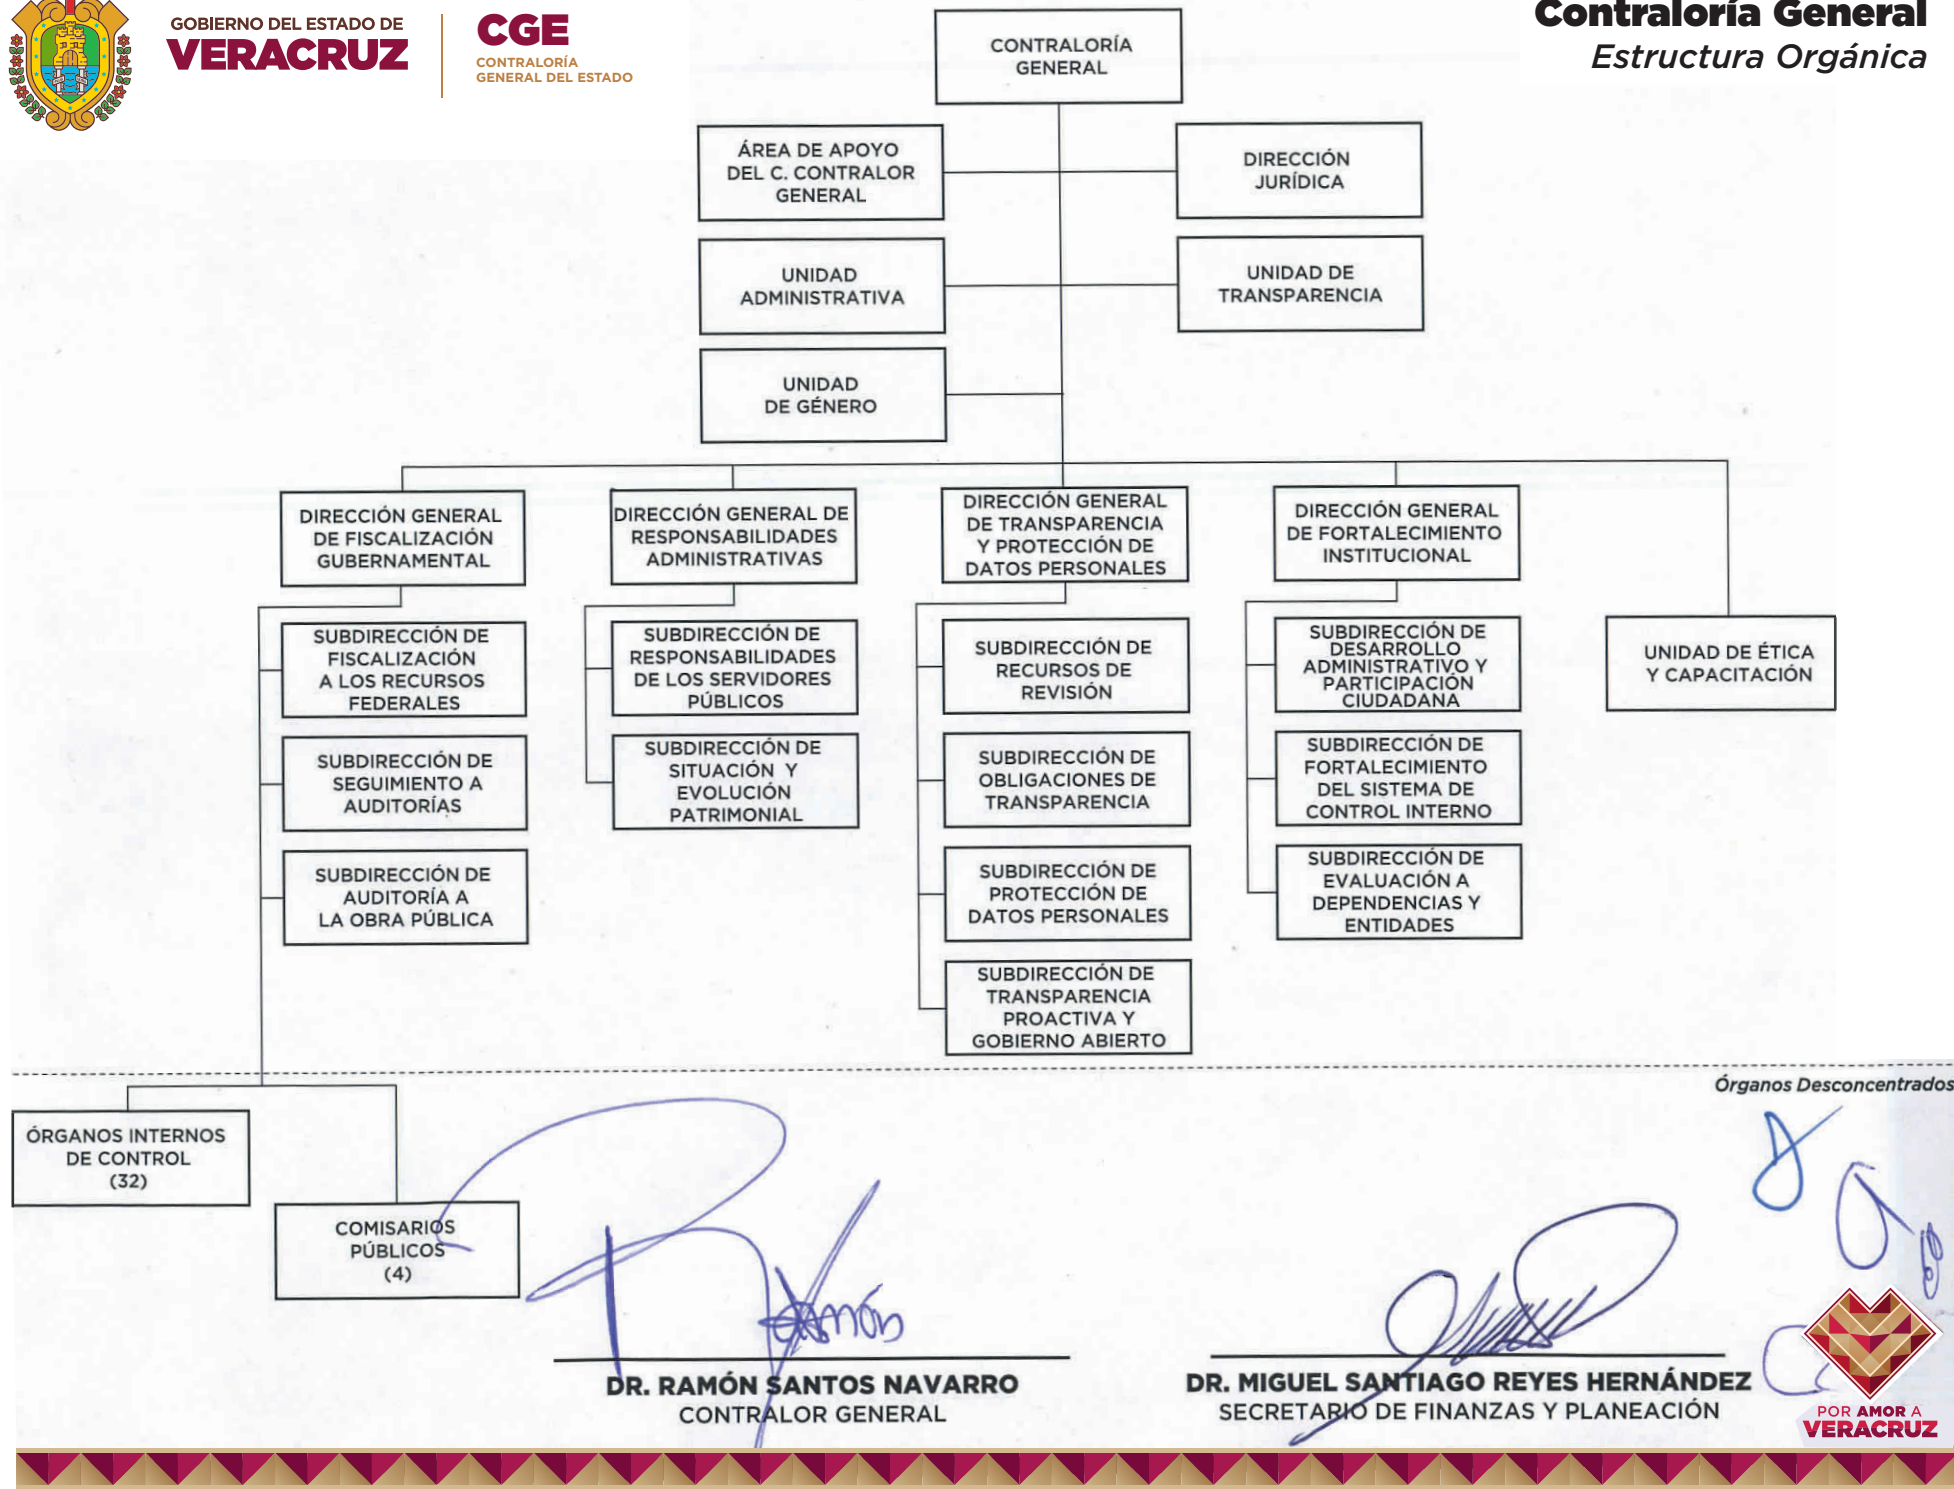 GOBIERNO DEL ESTADO DE
VERACRUZ
CGE
CONTRALORÍA
GENERAL DEL ESTADO
Contraloría General
Estructura Orgánica
CONTRALORÍA
GENERAL
ÁREA DE APOYO
DEL C. CONTRALOR
GENERAL
DIRECCIÓN
JURÍDICA
UNIDAD
ADMINISTRATIVA
UNIDAD DE
TRANSPARENCIA
UNIDAD
DE GÉNERO
DIRECCIÓN GENERAL
DE FISCALIZACIÓN
GUBERNAMENTAL
DIRECCIÓN GENERAL DE
RESPONSABILIDADES
ADMINISTRATIVAS
DIRECCIÓN GENERAL
DE TRANSPARENCIA
Y PROTECCIÓN DE
DATOS PERSONALES
DIRECCIÓN GENERAL
DE FORTALECIMIENTO
INSTITUCIONAL
SUBDIRECCIÓN DE
FISCALIZACIÓN
A LOS RECURSOS
FEDERALES
SUBDIRECCIÓN DE
RESPONSABILIDADES
DE LOS SERVIDORES
PÚBLICOS
SUBDIRECCIÓN DE
RECURSOS DE
REVISIÓN
SUBDIRECCIÓN DE
DESARROLLO
ADMINISTRATIVO Y
PARTICIPACIÓN
CIUDADANA
UNIDAD DE ÉTICA
Y CAPACITACIÓN
SUBDIRECCIÓN DE
SEGUIMIENTO A
AUDITORÍAS
SUBDIRECCIÓN DE
SITUACIÓN Y
EVOLUCIÓN
PATRIMONIAL
SUBDIRECCIÓN DE
OBLIGACIONES DE
TRANSPARENCIA
SUBDIRECCIÓN DE
FORTALECIMIENTO
DEL SISTEMA DE
CONTROL INTERNO
SUBDIRECCIÓN DE
AUDITORÍA A
LA OBRA PÚBLICA
SUBDIRECCIÓN DE
PROTECCIÓN DE
DATOS PERSONALES
SUBDIRECCIÓN DE
EVALUACIÓN A
DEPENDENCIAS Y
ENTIDADES
SUBDIRECCIÓN DE
TRANSPARENCIA
PROACTIVA Y
GOBIERNO ABIERTO
Órganos Desconcentrados
ÓRGANOS INTERNOS
DE CONTROL
(32)
COMISARIOS
PÚBLICOS
(4)
Ramón
DR. RAMÓN SANTOS NAVARRO
CONTRALOR GENERAL
DR. MIGUEL SANTIAGO REYES HERNÁNDEZ
SECRETARIO DE FINANZAS Y PLANEACIÓN
POR AMOR A
VERACRUZ